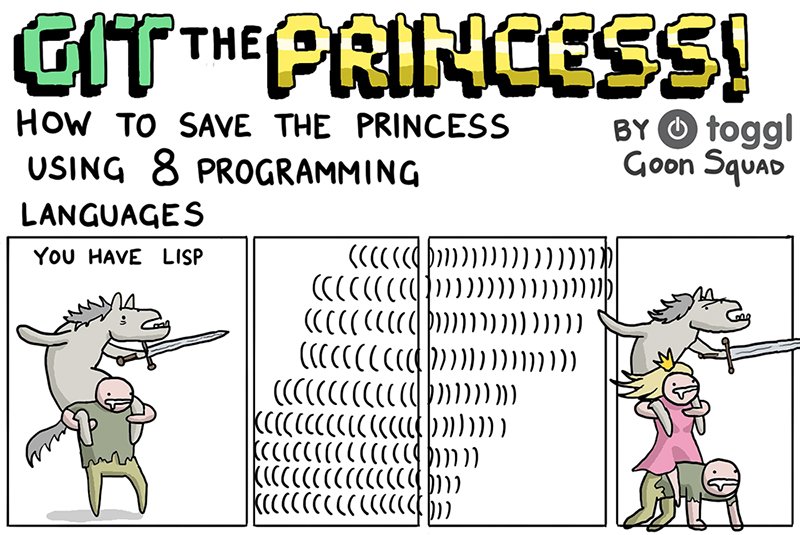 GIT THE PRINCESS!
HOW TO SAVE THE PRINCESS
USING 8 PROGRAMMING
LANGUAGES
BY toggl
GOON SQUAD
YOU HAVE LISP